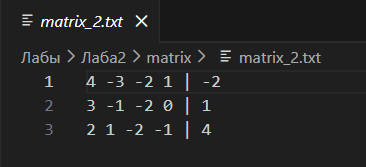 matrix_2.txt ×
Лабы > Лаба2 > matrix > matrix_2.txt
1 4 -3 -2 1 | -2
2 3 -1 -2 0 | 1
3 2 1 -2 -1 | 4